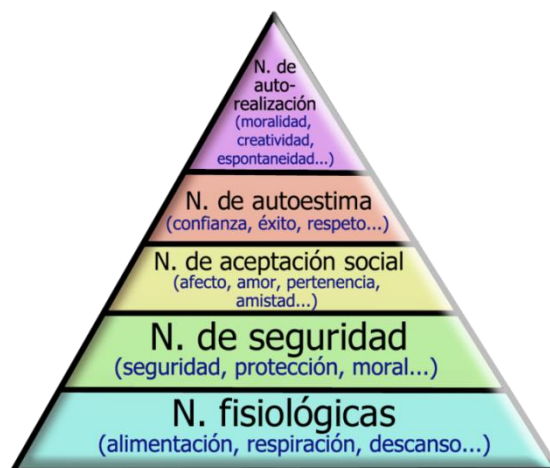 N. de
auto-
realización
(moralidad,
creatividad,
espontaneidad...)
N. de autoestima
(confianza, éxito, respeto...)
N. de aceptación social
(afecto, amor, pertenencia,
amistad...)
N. de seguridad
(seguridad, protección, moral...)
N. fisiológicas
(alimentación, respiración, descanso...)